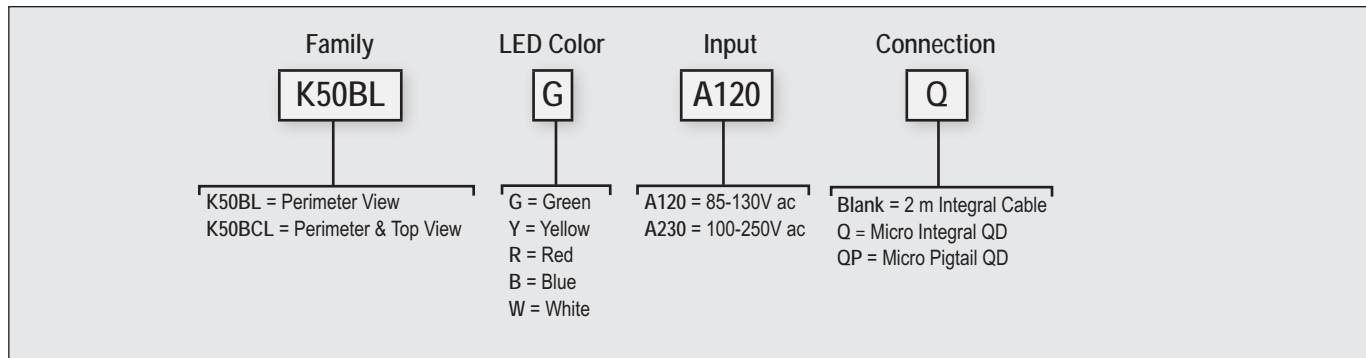 Family
LED Color
Input
Connection
K50BL
G
A120
Q
K50BL = Perimeter View
K50BCL = Perimeter & Top View
G = Green
Y = Yellow
R = Red
B = Blue
W = White
A120 = 85-130V ac
A230 = 100-250V ac
Blank = 2 m Integral Cable
Q = Micro Integral QD
QP = Micro Pigtail QD